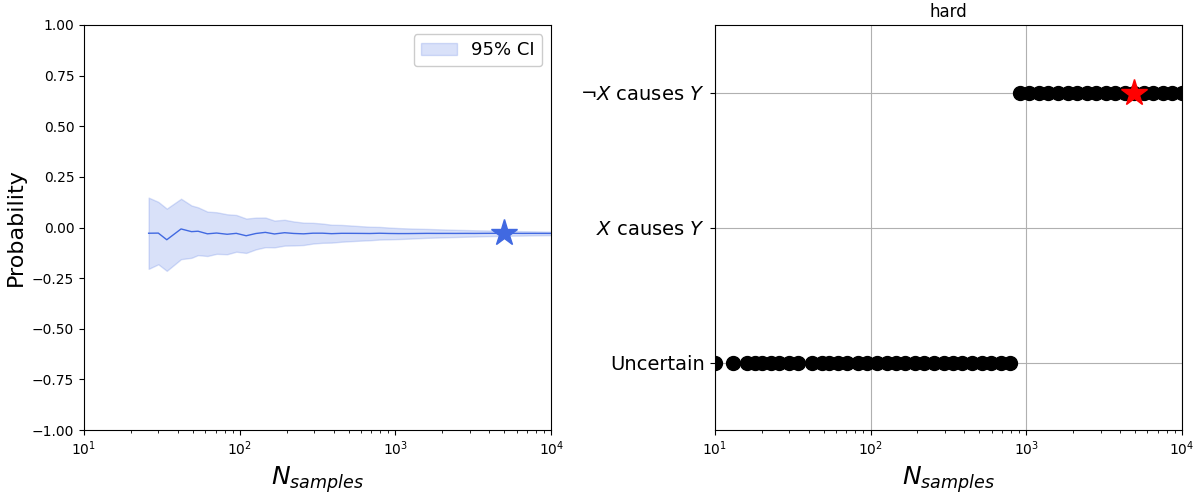 1.00
0.75
0.50
0.25
0.00
−0.25
−0.50
−0.75
−1.00
Probability
95% CI
10¹
10²
10³
10⁴
N_samples
hard
¬X causes Y
X causes Y
Uncertain
10¹
10²
10³
10⁴
N_samples